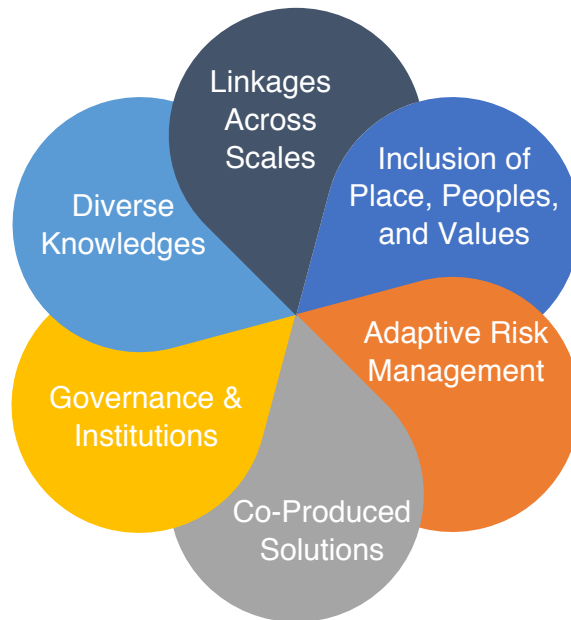 Linkages
Across
Scales
Inclusion of
Place, Peoples,
and Values
Adaptive Risk
Management
Co-Produced
Solutions
Governance &
Institutions
Diverse
Knowledges